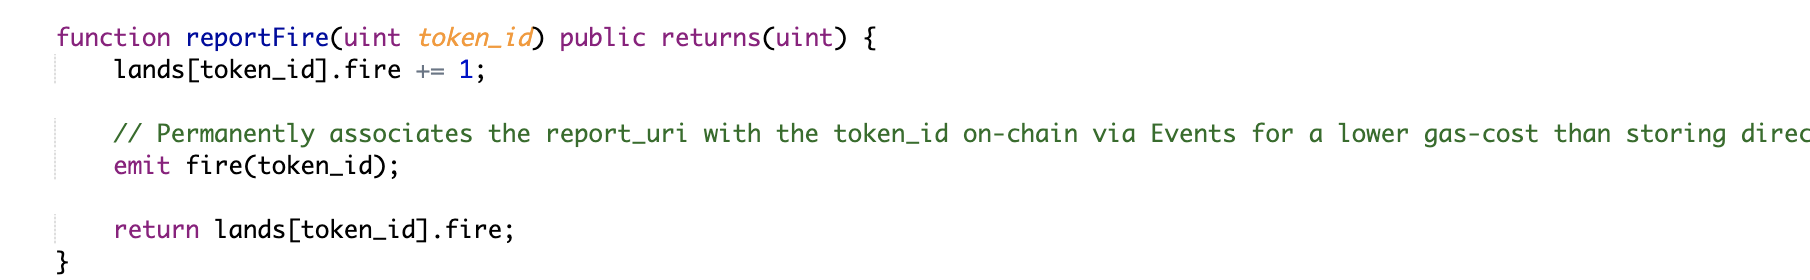 function reportFire(uint token_id) public returns(uint) {
lands[token_id].fire += 1;
// Permanently associates the report_uri with the token_id on-chain via Events for a lower gas-cost than storing direc
emit fire(token_id);
return lands[token_id].fire;
}